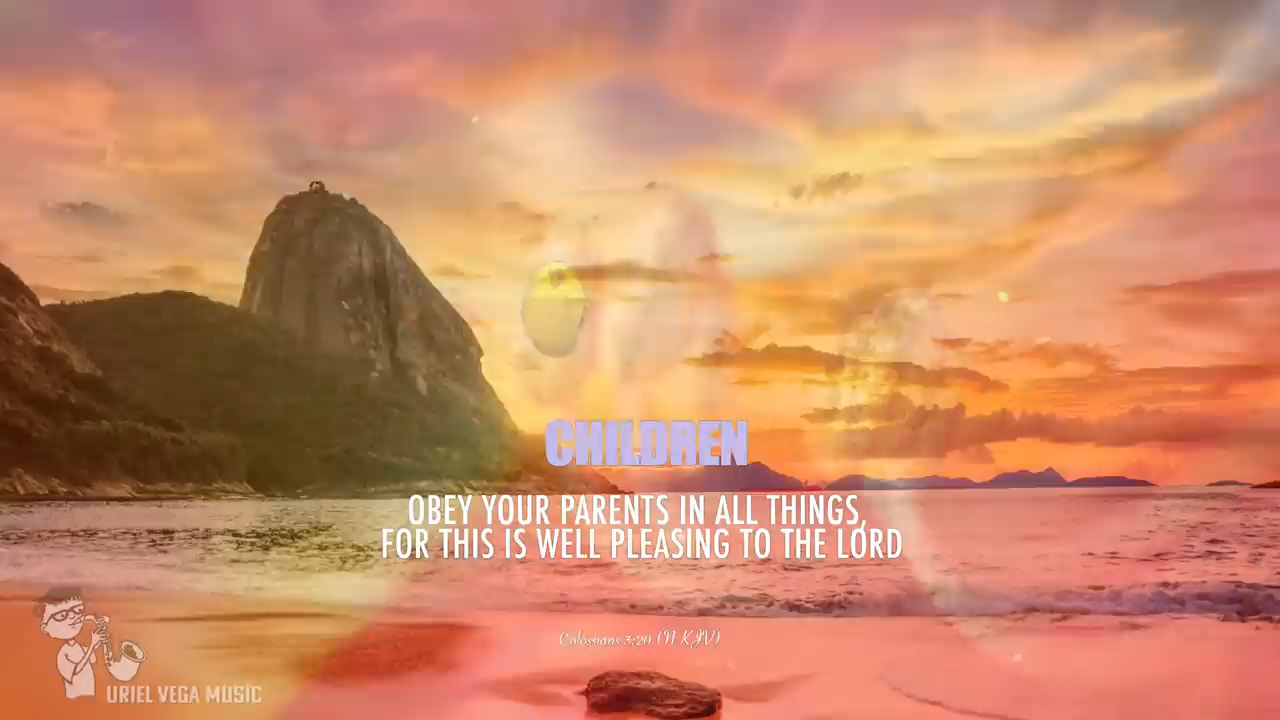 CHILDREN
OBEY YOUR PARENTS IN ALL THINGS,
FOR THIS IS WELL PLEASING TO THE LORD
Colossians 3:20 (NKJV)
URIEL VEGA MUSIC